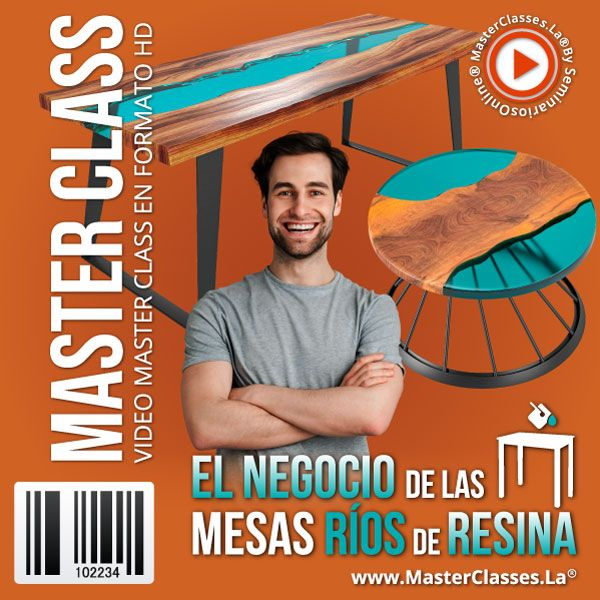 MASTER CLASS
VIDEO MASTER CLASS EN FORMATO HD
MasterClasses.La® By SeminariosOnline®
EL NEGOCIO DE LAS
MESAS RÍOS DE RESINA
102234
www.MasterClasses.La®